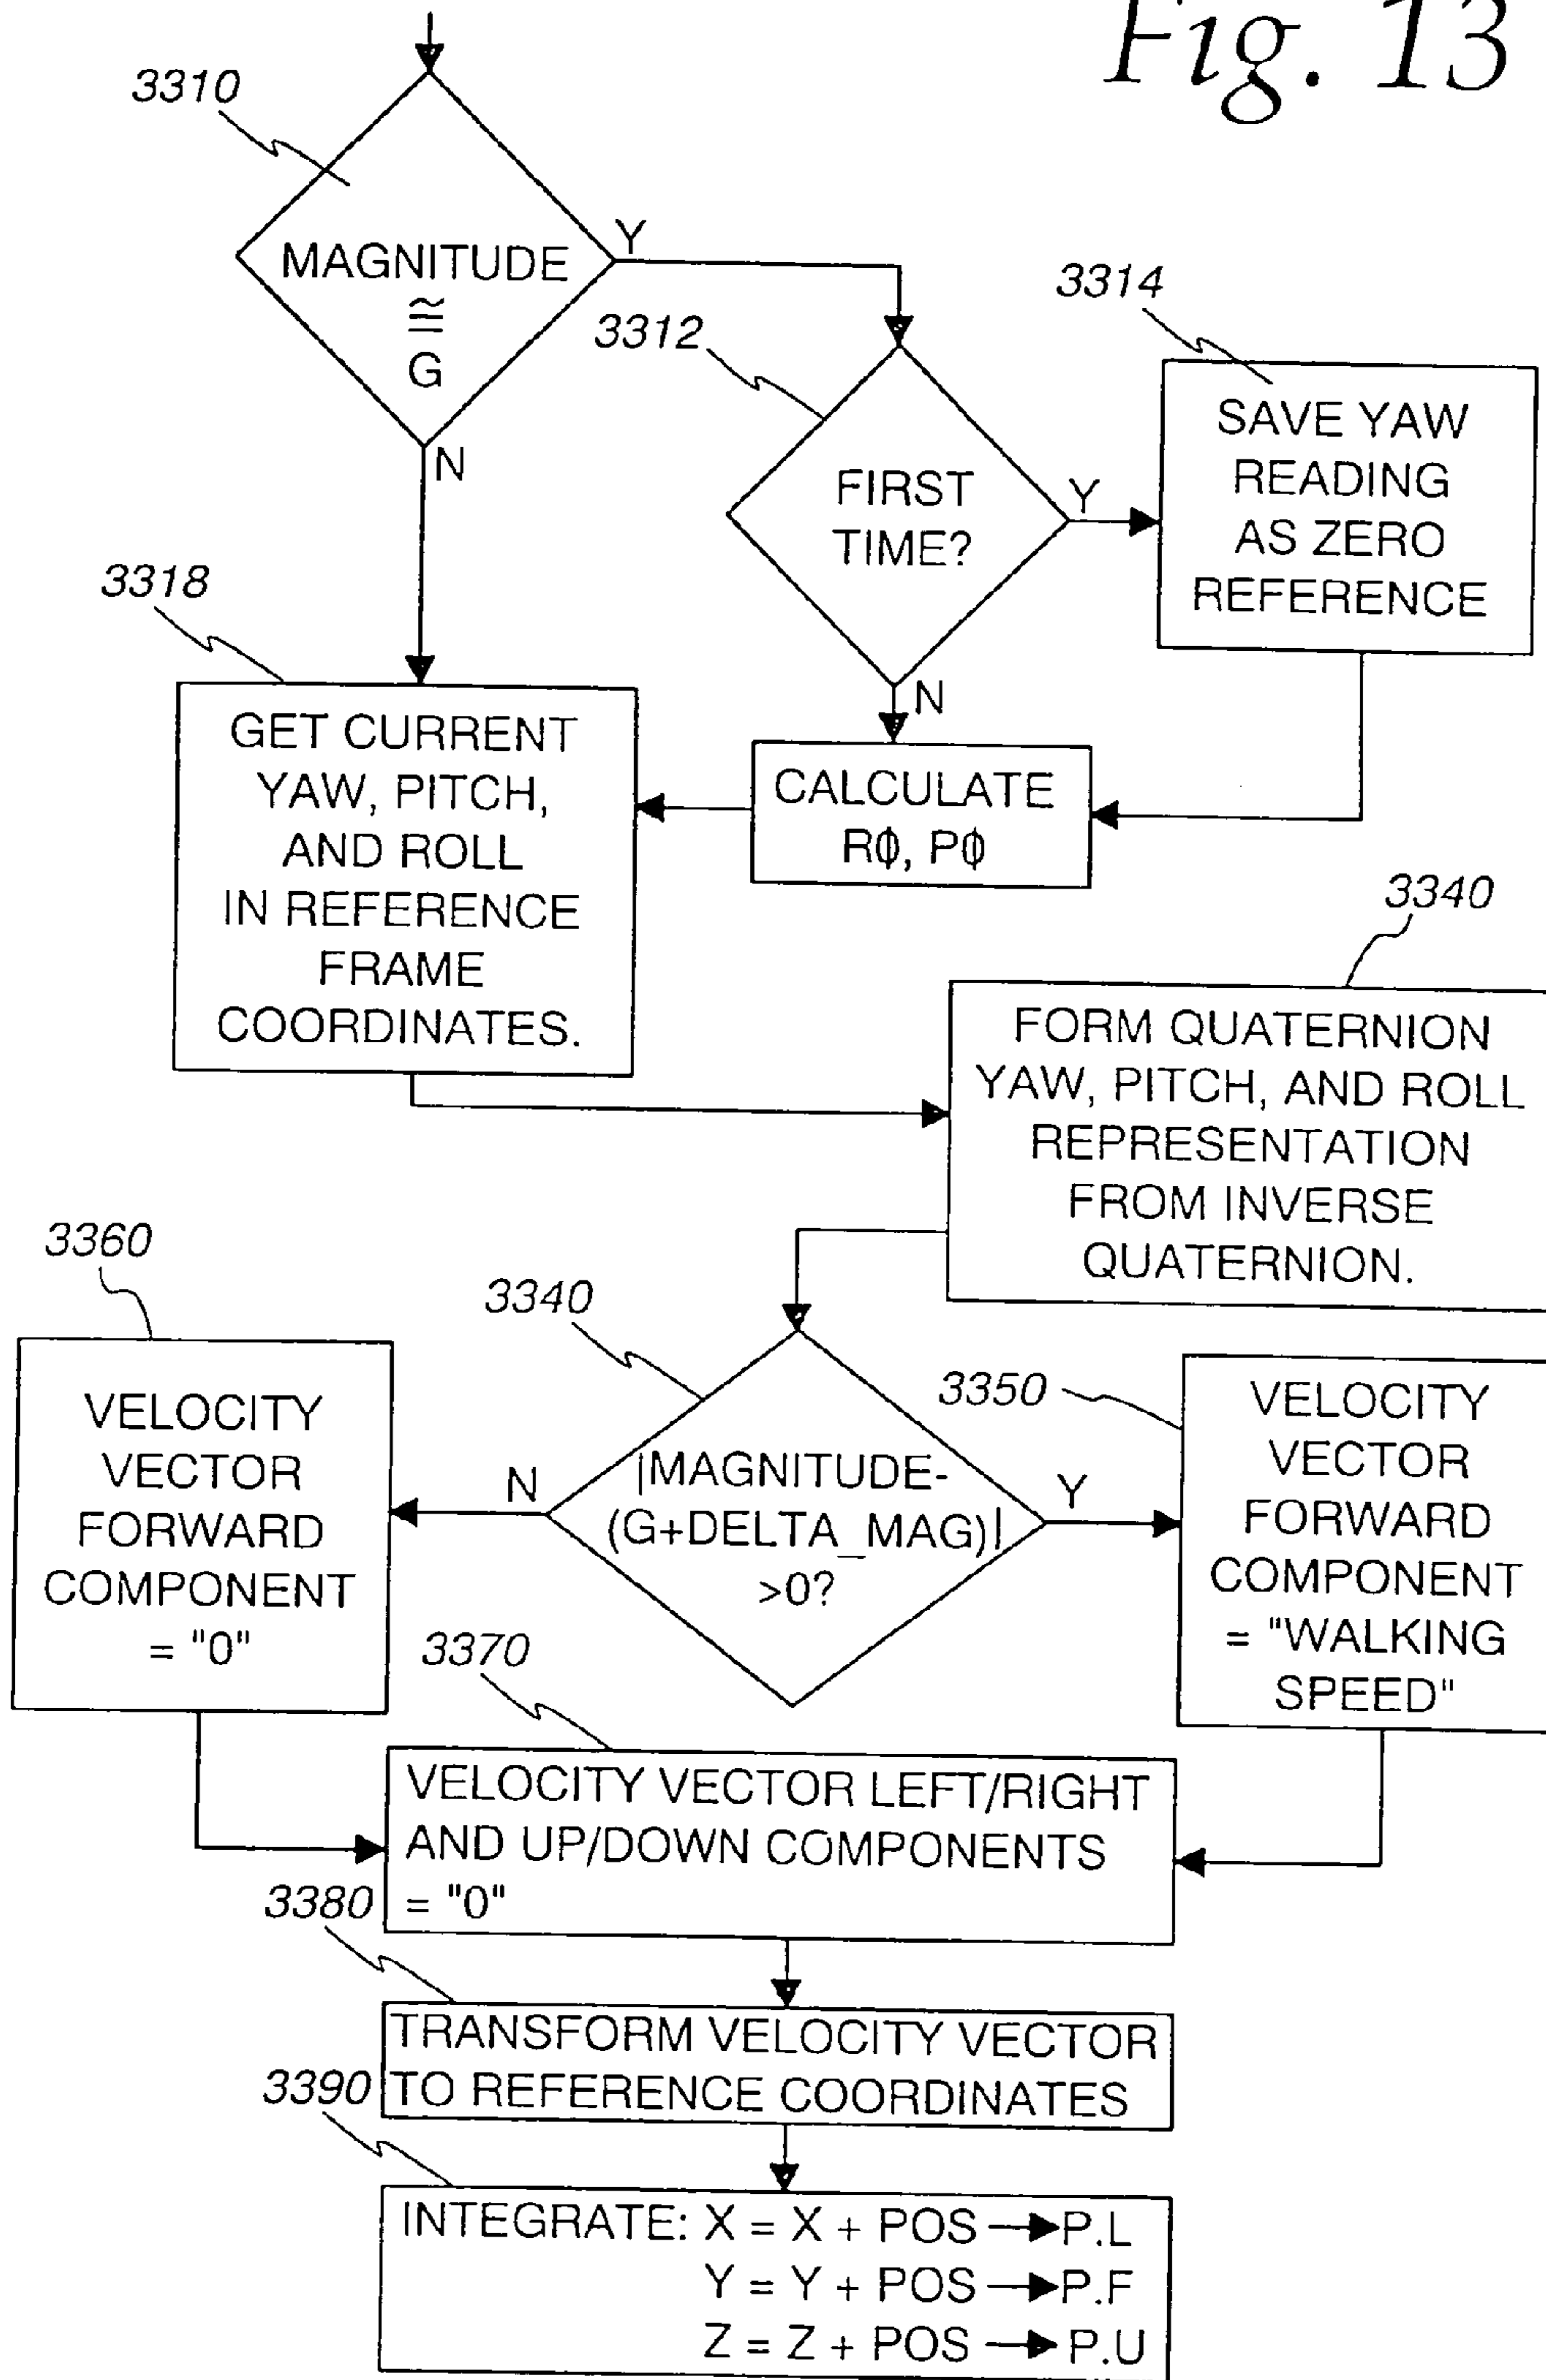 Fig. 13
3310
MAGNITUDE
≅
G
Y
N
3312
FIRST
TIME?
Y
N
3314
SAVE YAW
READING
AS ZERO
REFERENCE
3318
GET CURRENT
YAW, PITCH,
AND ROLL
IN REFERENCE
FRAME
COORDINATES.
CALCULATE
RΦ, PΦ
3340
FORM QUATERNION
YAW, PITCH, AND ROLL
REPRESENTATION
FROM INVERSE
QUATERNION.
3360
VELOCITY
VECTOR
FORWARD
COMPONENT
= "0"
3340
|MAGNITUDE-
(G+DELTA_MAG)|
>0?
N
Y
3350
VELOCITY
VECTOR
FORWARD
COMPONENT
= "WALKING
SPEED"
3370
VELOCITY VECTOR LEFT/RIGHT
AND UP/DOWN COMPONENTS
= "0"
3380
TRANSFORM VELOCITY VECTOR
TO REFERENCE COORDINATES
3390
INTEGRATE: X = X + POS → P.L
Y = Y + POS → P.F
Z = Z + POS → P.U